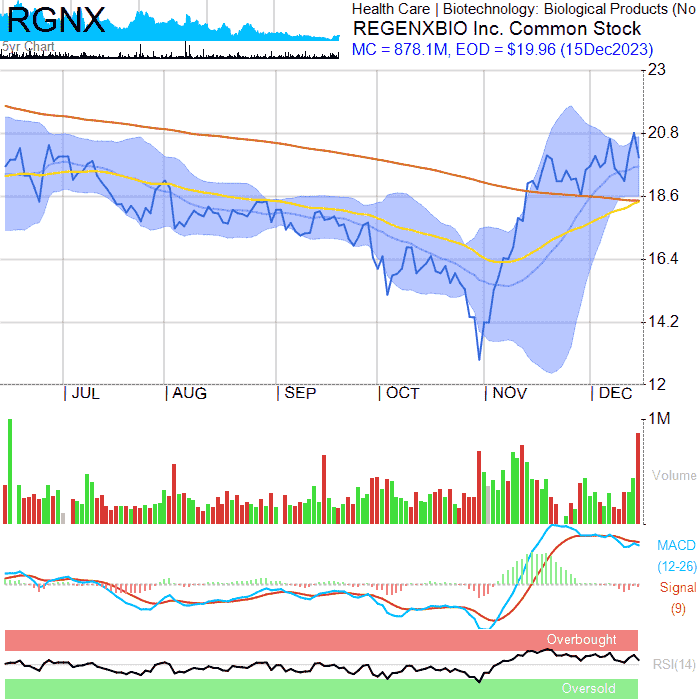 RGNX
5yr Chart
Health Care | Biotechnology: Biological Products (No
REGENXBIO Inc. Common Stock
MC = 878.1M, EOD = $19.96 (15Dec2023)
23
20.8
18.6
16.4
14.2
12
JUL AUG SEP OCT NOV DEC
1M
Volume
MACD
(12-26)
Signal
(9)
Overbought
RSI(14)
Oversold